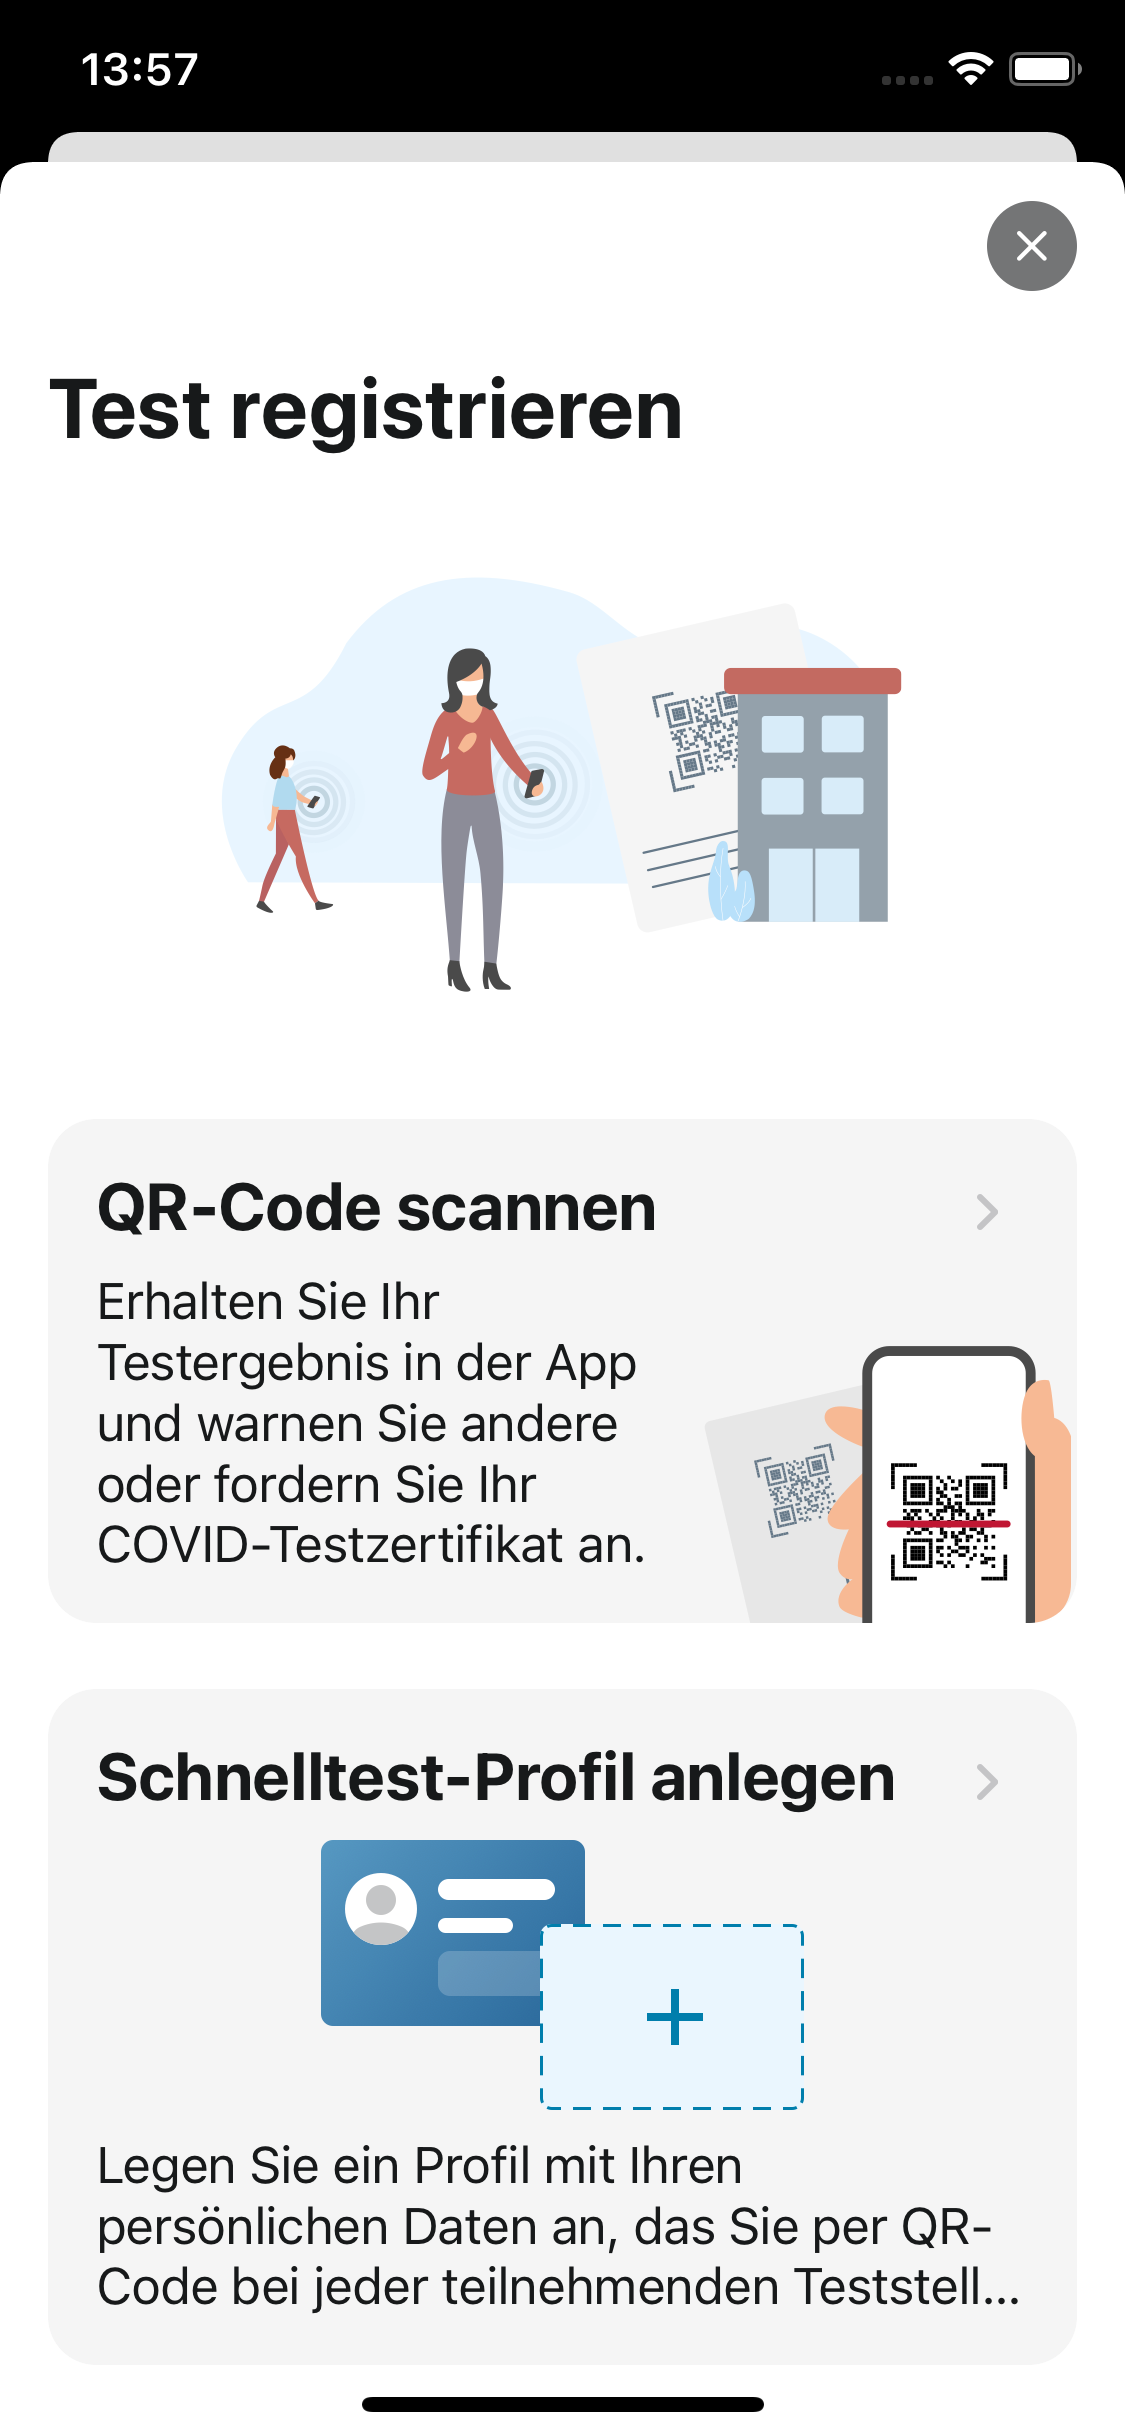 13:57
Test registrieren
QR-Code scannen
Erhalten Sie Ihr
Testergebnis in der App
und warnen Sie andere
oder fordern Sie Ihr
COVID-Testzertifikat an.
Schnelltest-Profil anlegen
Legen Sie ein Profil mit Ihren
persönlichen Daten an, das Sie per QR-
Code bei jeder teilnehmenden Teststell...